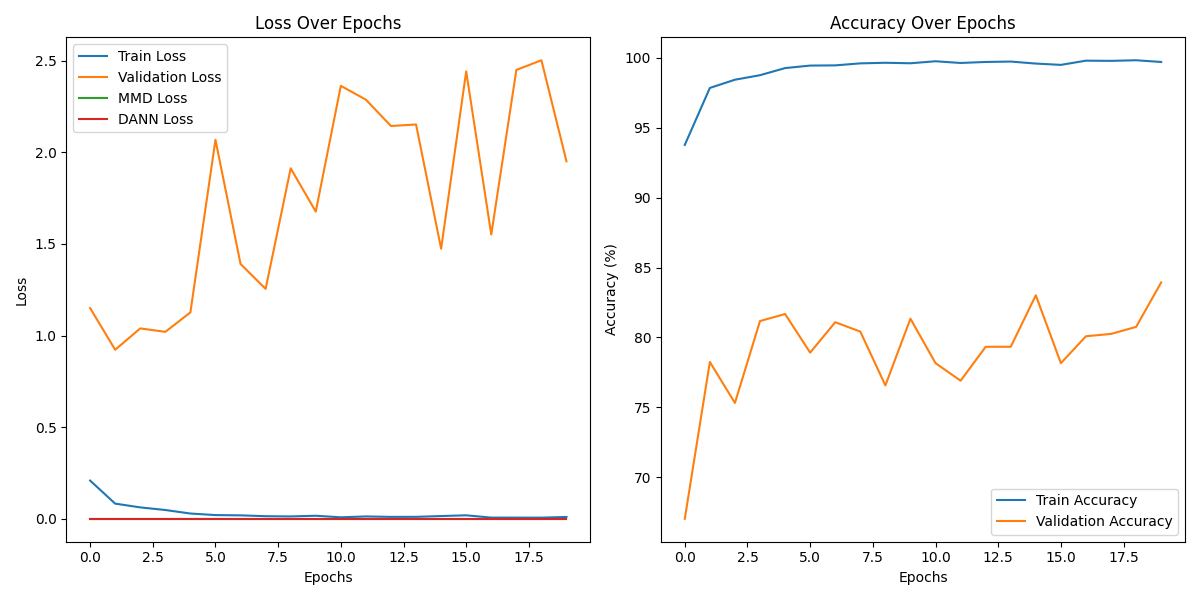 Loss Over Epochs
Train Loss
Validation Loss
MMD Loss
DANN Loss
2.5
2.0
1.5
1.0
0.5
0.0
Loss
0.0 2.5 5.0 7.5 10.0 12.5 15.0 17.5
Epochs
Accuracy Over Epochs
100
95
90
85
80
75
70
Accuracy (%)
Train Accuracy
Validation Accuracy
0.0 2.5 5.0 7.5 10.0 12.5 15.0 17.5
Epochs